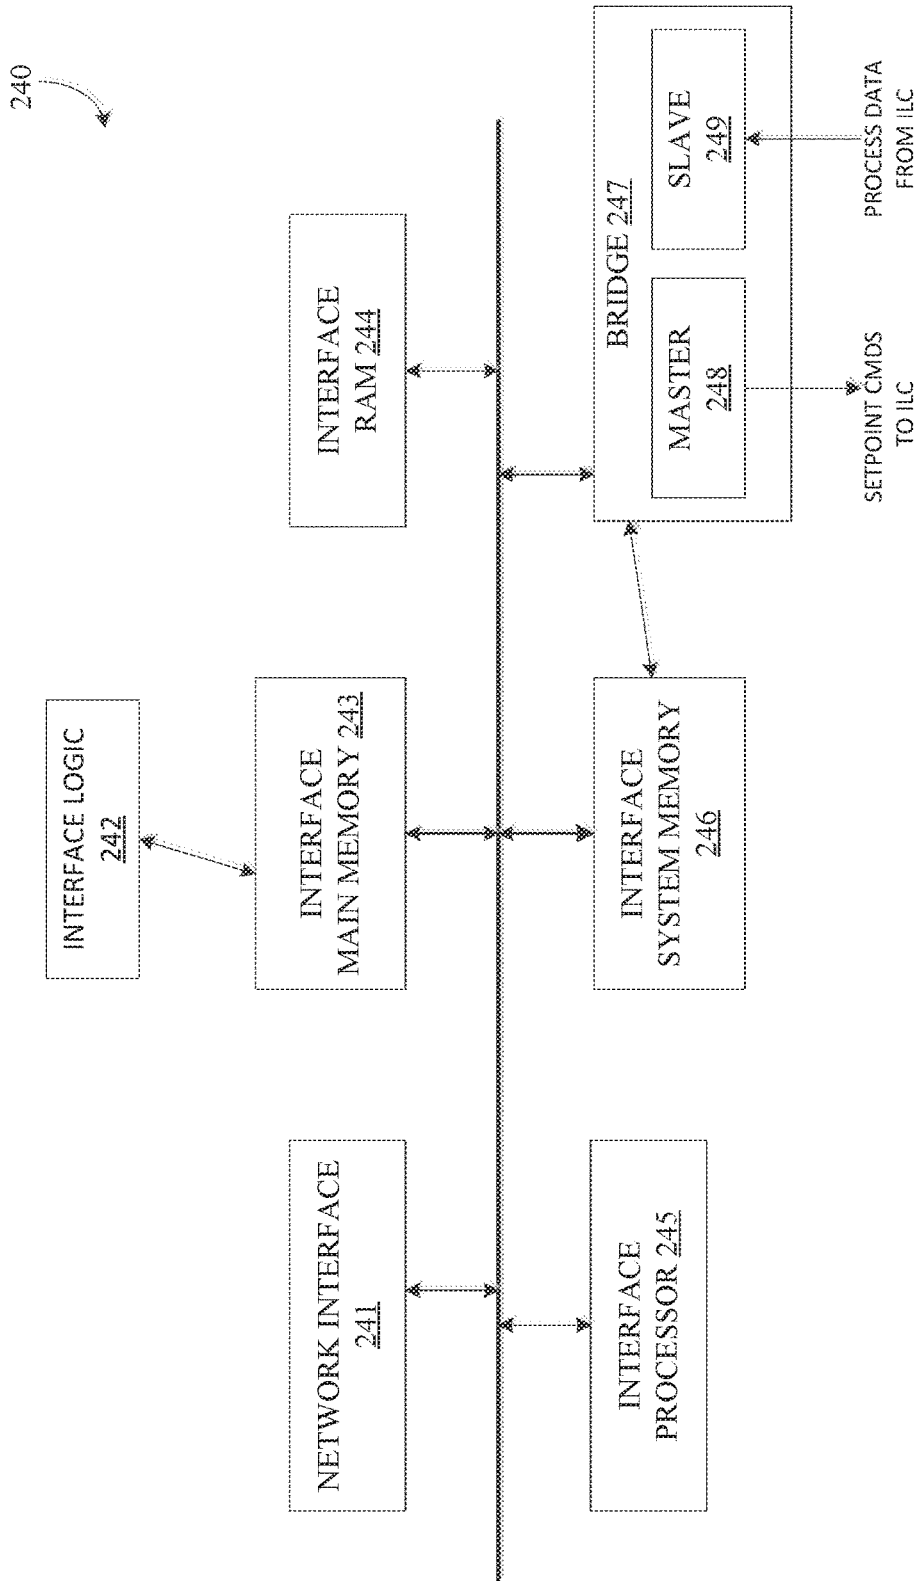 240
INTERFACE LOGIC
242
NETWORK INTERFACE
241
INTERFACE
MAIN MEMORY 243
INTERFACE
RAM 244
INTERFACE
PROCESSOR 245
INTERFACE
SYSTEM MEMORY
246
BRIDGE 247
MASTER
248
SLAVE
249
SETPOINT CMDS
TO ILC
PROCESS DATA
FROM ILC